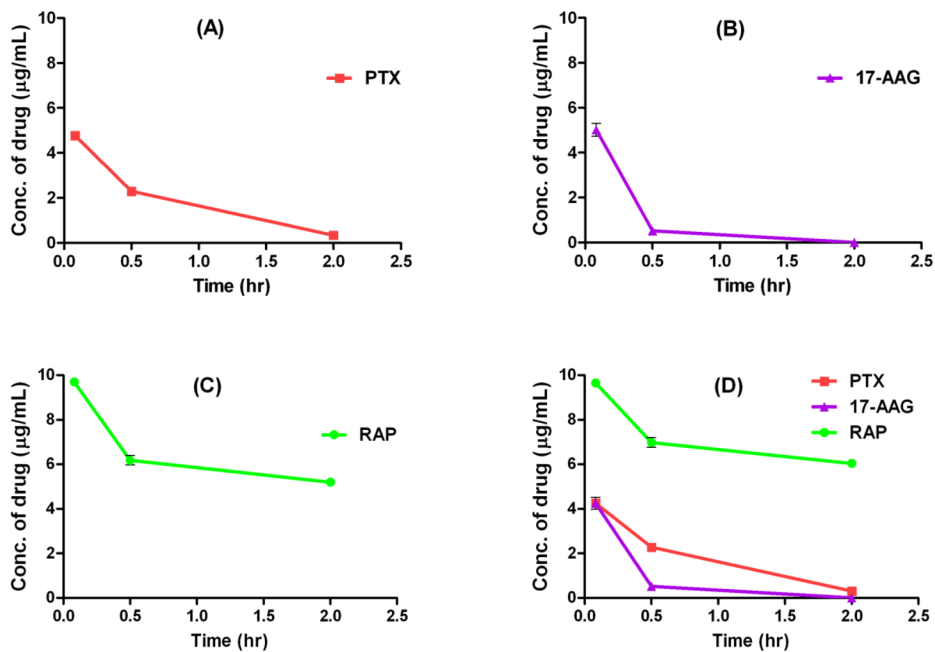 (A)
PTX
Conc. of drug (μg/mL)
10
8
6
4
2
0
0.0 0.5 1.0 1.5 2.0 2.5
Time (hr)
(B)
17-AAG
Conc. of drug (μg/mL)
10
8
6
4
2
0
0.0 0.5 1.0 1.5 2.0 2.5
Time (hr)
(C)
RAP
Conc. of drug (μg/mL)
10
8
6
4
2
0
0.0 0.5 1.0 1.5 2.0 2.5
Time (hr)
(D)
PTX
17-AAG
RAP
Conc. of drug (μg/mL)
10
8
6
4
2
0
0.0 0.5 1.0 1.5 2.0 2.5
Time (hr)